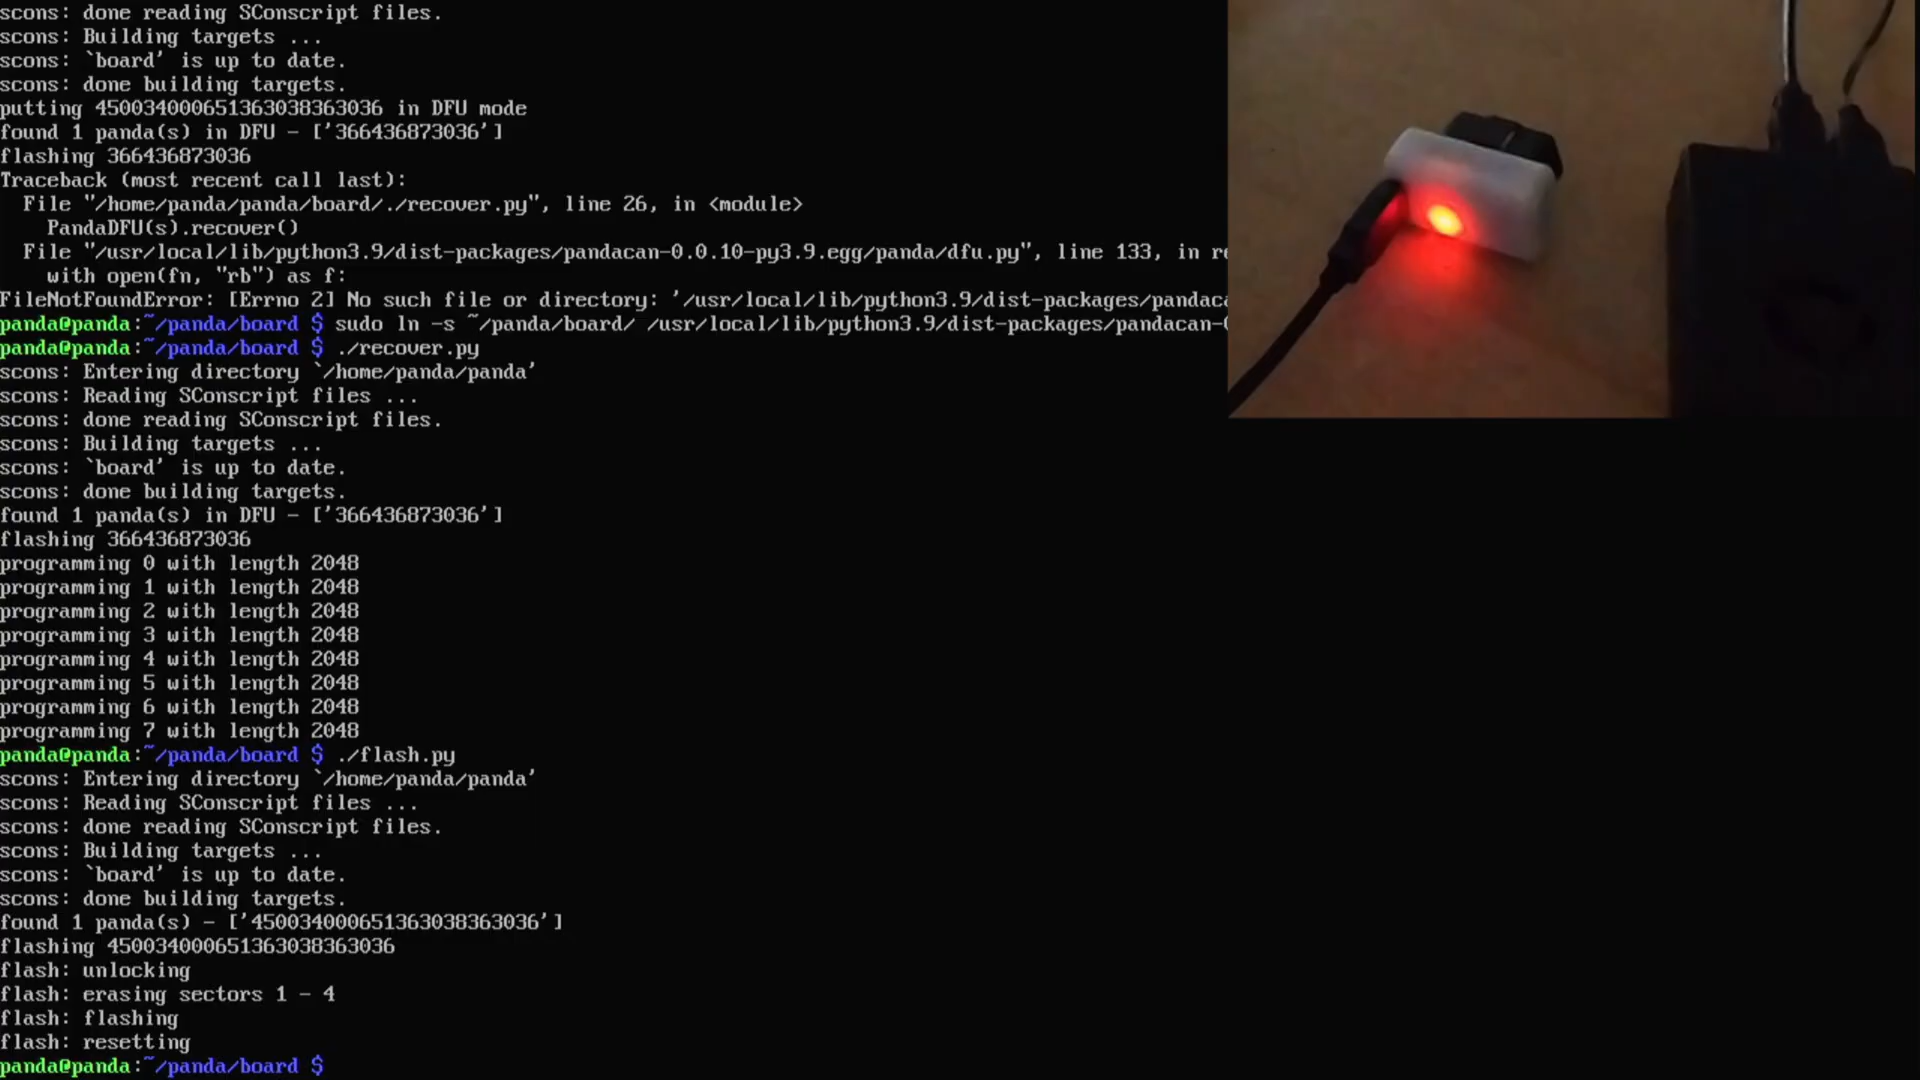 scons: done reading SConscript files.
scons: Building targets ...
scons: `board' is up to date.
scons: done building targets.
putting 450034000651363038363036 in DFU mode
found 1 panda(s) in DFU - ['366436873036']
flashing 366436873036
Traceback (most recent call last):
File "/home/panda/panda/board/./recover.py", line 26, in <module>
PandaDFU(s).recover()
File "/usr/local/lib/python3.9/dist-packages/pandacan-0.0.10-py3.9.egg/panda/dfu.py", line 133, in re
with open(fn, "rb") as f:
FileNotFoundError: [Errno 2] No such file or directory: '/usr/local/lib/python3.9/dist-packages/pandaca
panda@panda:~/panda/board $ sudo ln -s ~/panda/board/ /usr/local/lib/python3.9/dist-packages/pandacan-0
panda@panda:~/panda/board $ ./recover.py
scons: Entering directory `/home/panda/panda'
scons: Reading SConscript files ...
scons: done reading SConscript files.
scons: Building targets ...
scons: `board' is up to date.
scons: done building targets.
found 1 panda(s) in DFU - ['366436873036']
flashing 366436873036
programming 0 with length 2048
programming 1 with length 2048
programming 2 with length 2048
programming 3 with length 2048
programming 4 with length 2048
programming 5 with length 2048
programming 6 with length 2048
programming 7 with length 2048
panda@panda:~/panda/board $ ./flash.py
scons: Entering directory `/home/panda/panda'
scons: Reading SConscript files ...
scons: done reading SConscript files.
scons: Building targets ...
scons: `board' is up to date.
scons: done building targets.
found 1 panda(s) - ['450034000651363038363036']
flashing 450034000651363038363036
flash: unlocking
flash: erasing sectors 1 - 4
flash: flashing
flash: resetting
panda@panda:~/panda/board $